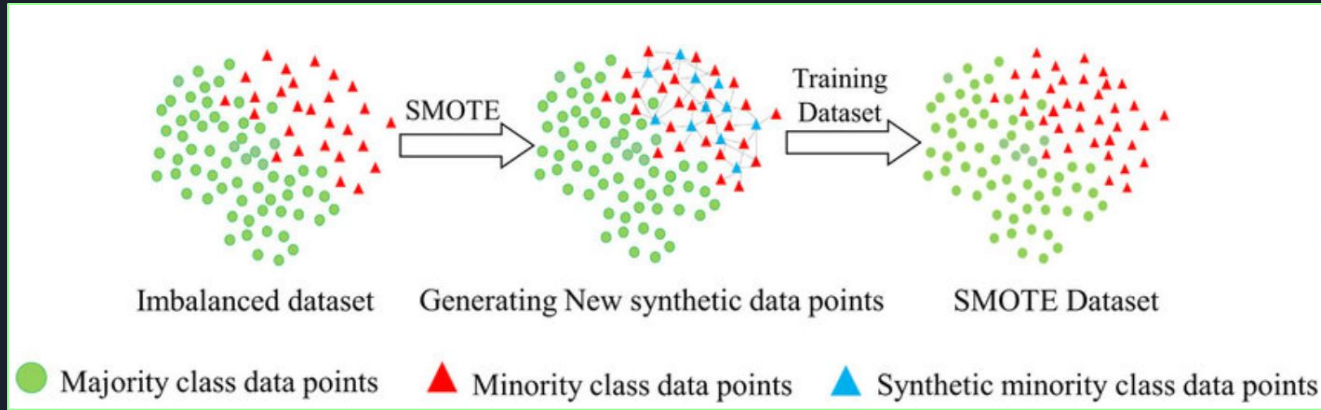 SMOTE
Training
Dataset
Imbalanced dataset
Generating New synthetic data points
SMOTE Dataset
Majority class data points
Minority class data points
Synthetic minority class data points